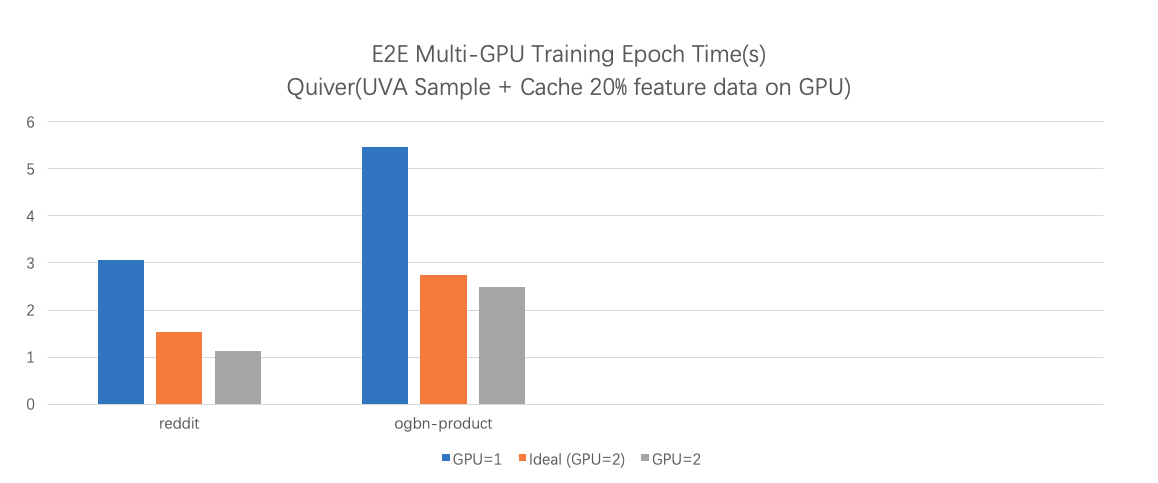 E2E Multi-GPU Training Epoch Time(s)
Quiver(UVA Sample + Cache 20% feature data on GPU)
6
5
4
3
2
1
0
reddit
ogbn-product
GPU=1
Ideal (GPU=2)
GPU=2